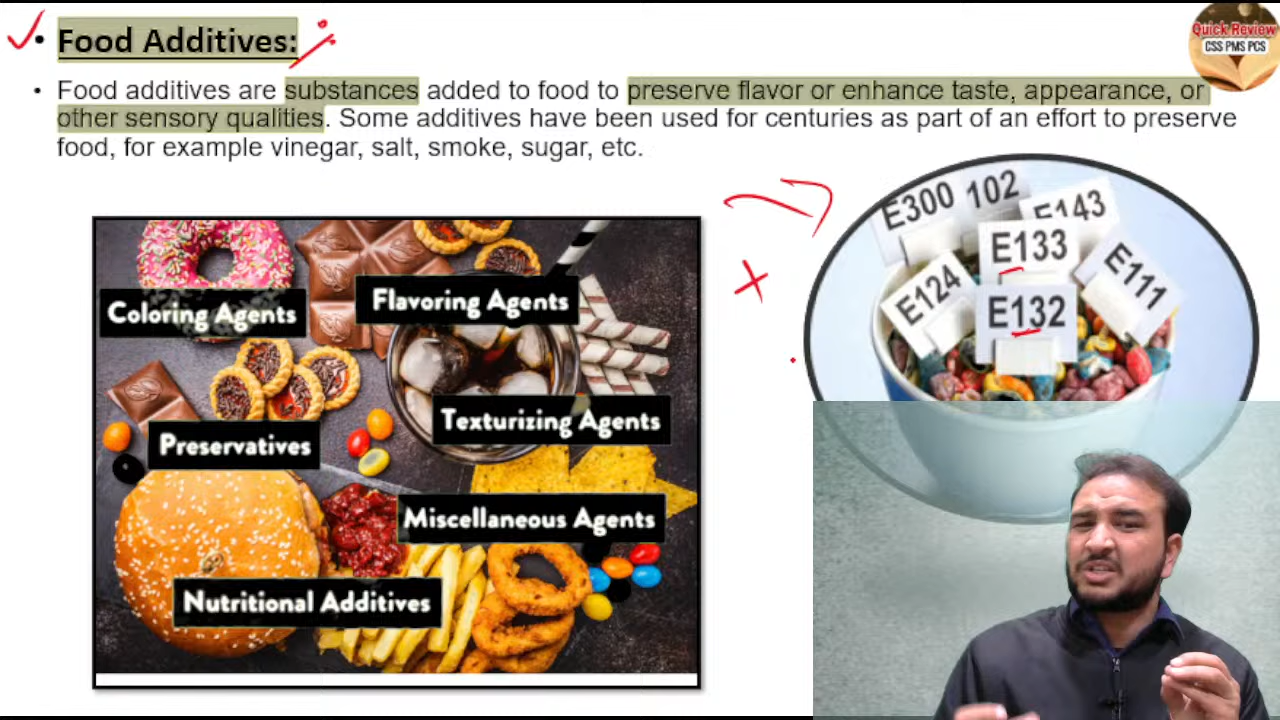 • Food Additives:
Quick Review
CSS PMS PCS
• Food additives are substances added to food to preserve flavor or enhance taste, appearance, or
other sensory qualities. Some additives have been used for centuries as part of an effort to preserve
food, for example vinegar, salt, smoke, sugar, etc.
Coloring Agents
Flavoring Agents
Texturizing Agents
Preservatives
Miscellaneous Agents
Nutritional Additives
E300
102
E143
E133
E124
E111
E132